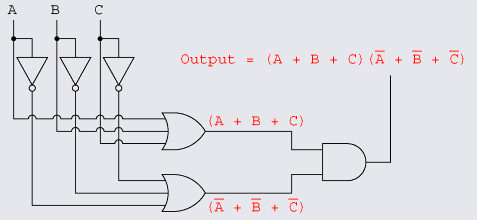 A B C
Output = (A + B + C)(A̅ + B̅ + C̅)
(A + B + C)
(A̅ + B̅ + C̅)